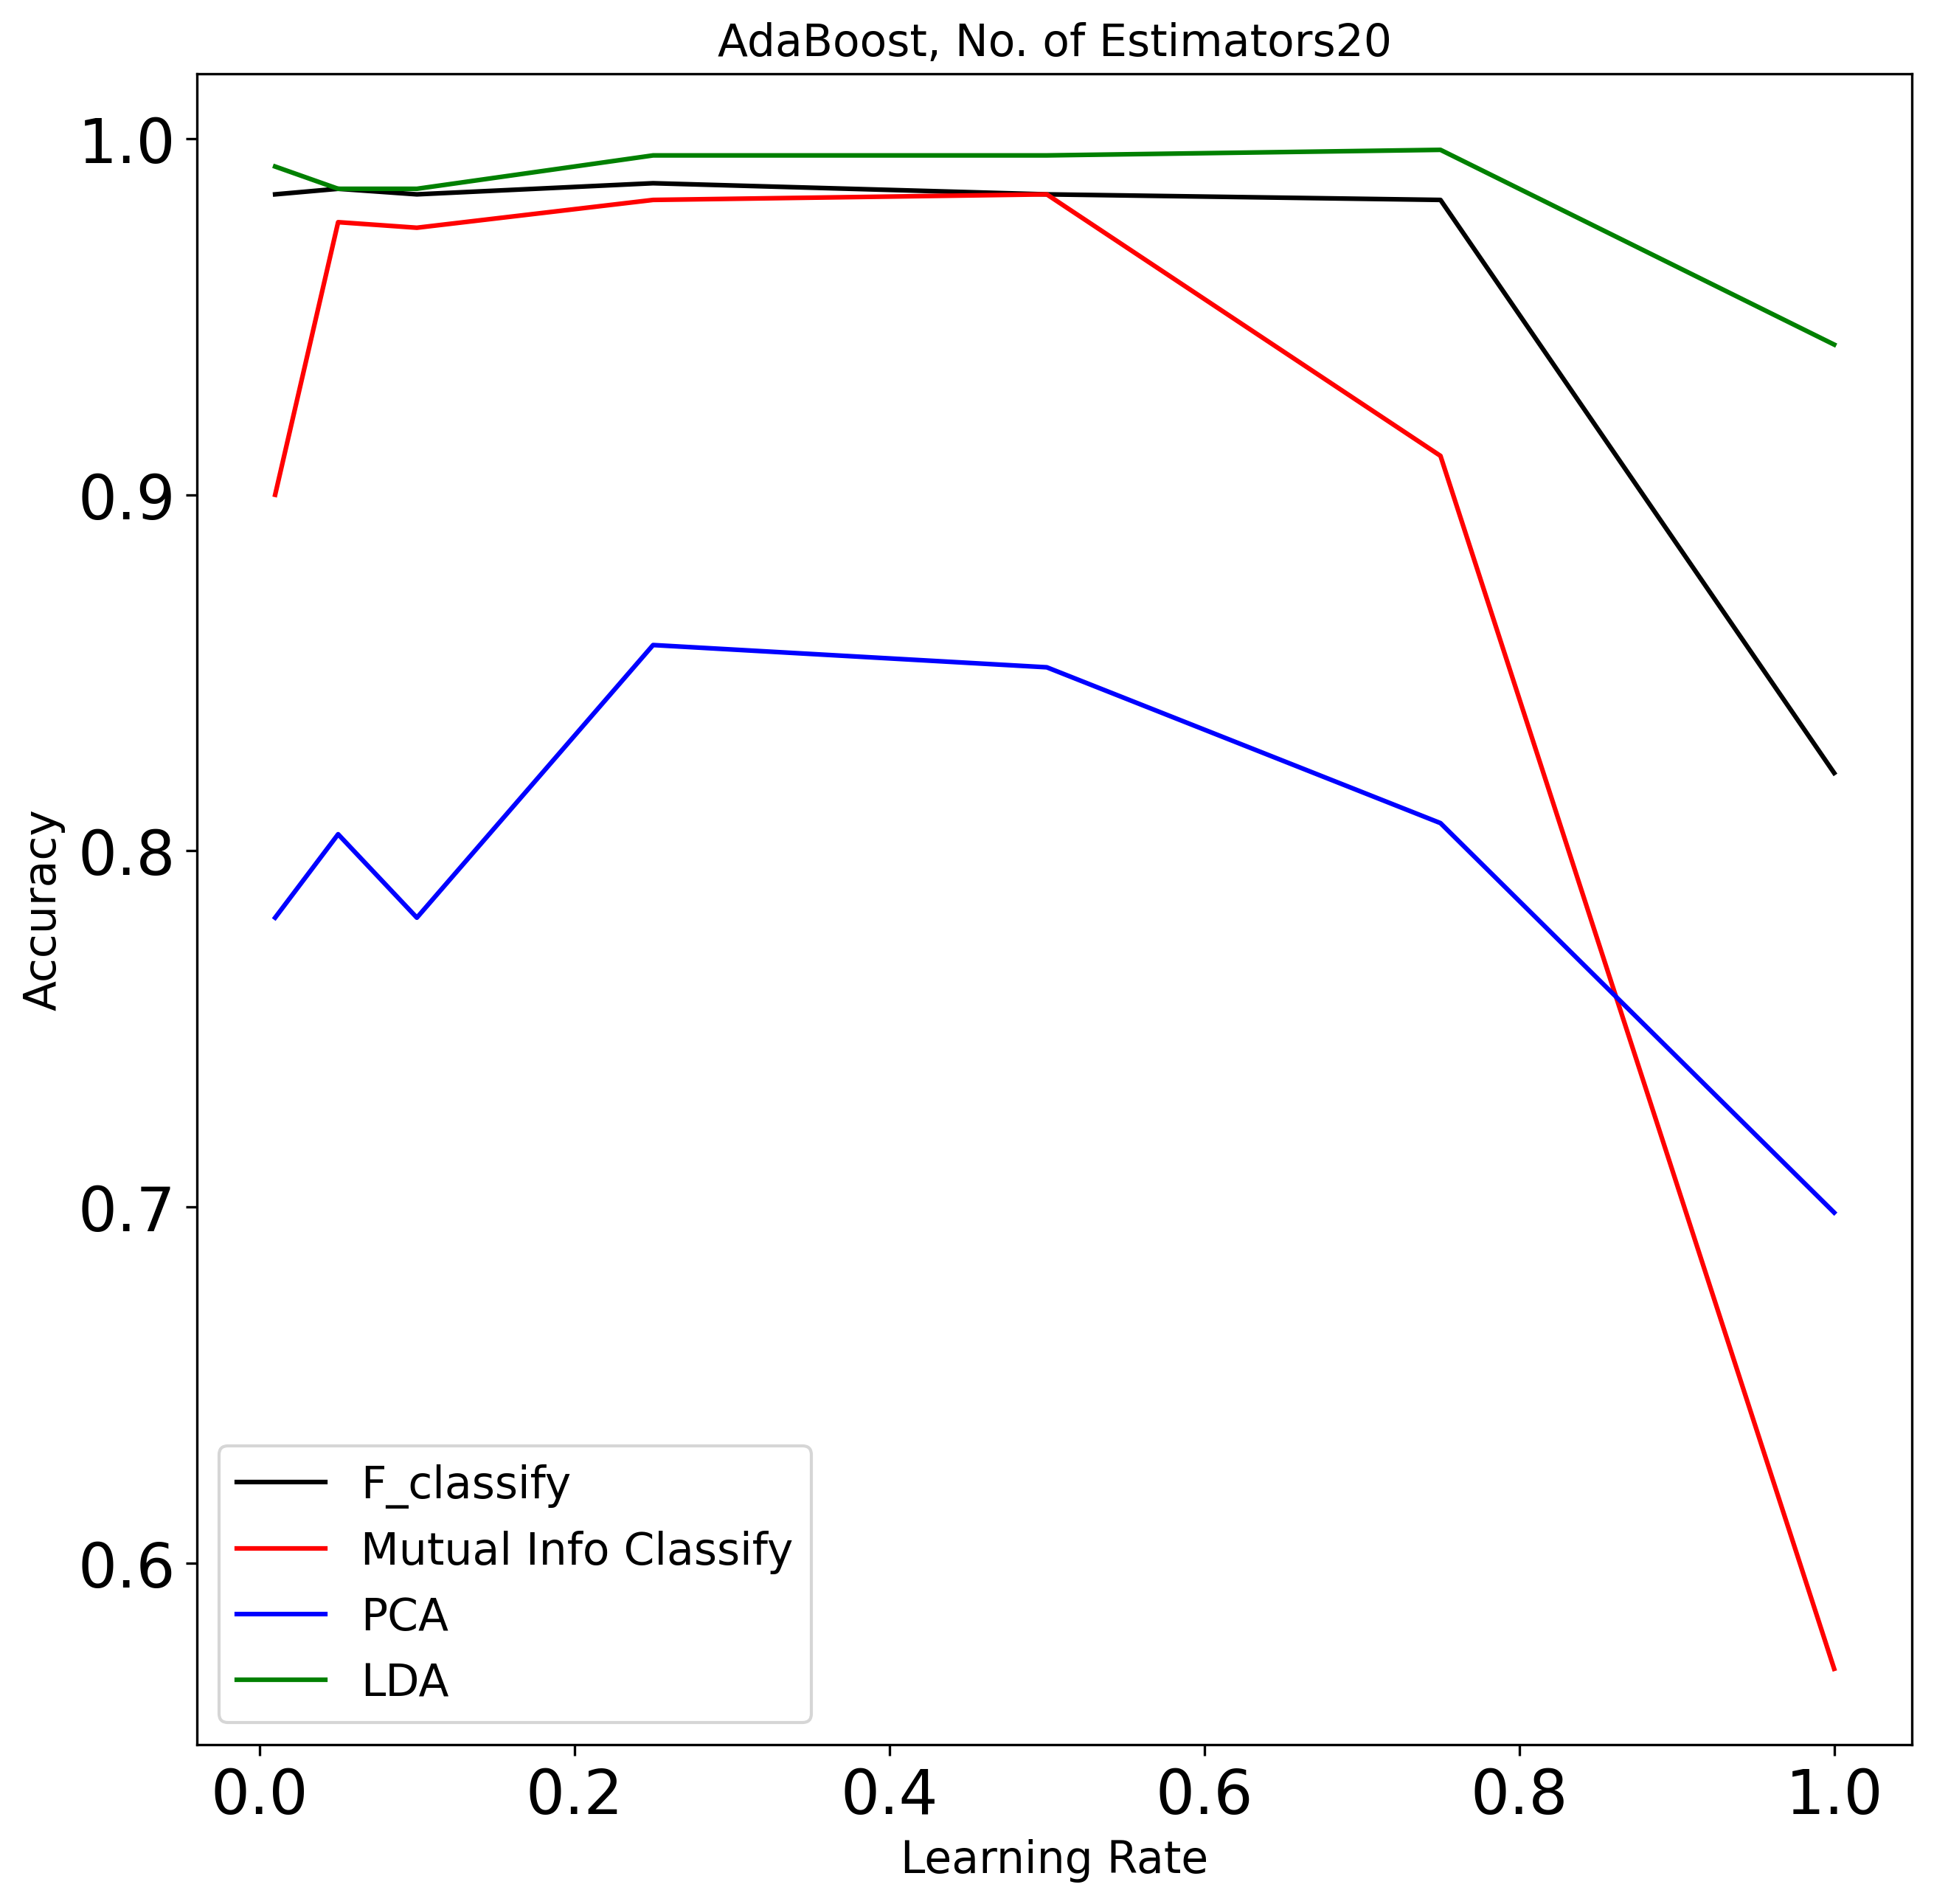 AdaBoost, No. of Estimators20
1.0
0.9
0.8
0.7
0.6
Accuracy
F_classify
Mutual Info Classify
PCA
LDA
0.0 0.2 0.4 0.6 0.8 1.0
Learning Rate